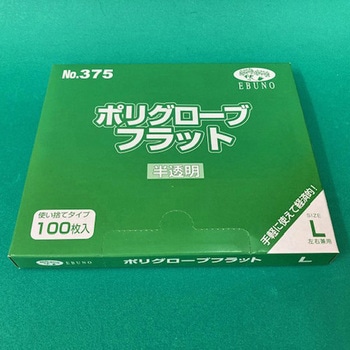 No.375
EBUNO
ポリグローブ
フラット
半透明
使い捨てタイプ
100枚入
手軽に使えて経済的!
SIZE
L
左右兼用
EBUNO
ポリグローブフラット
L